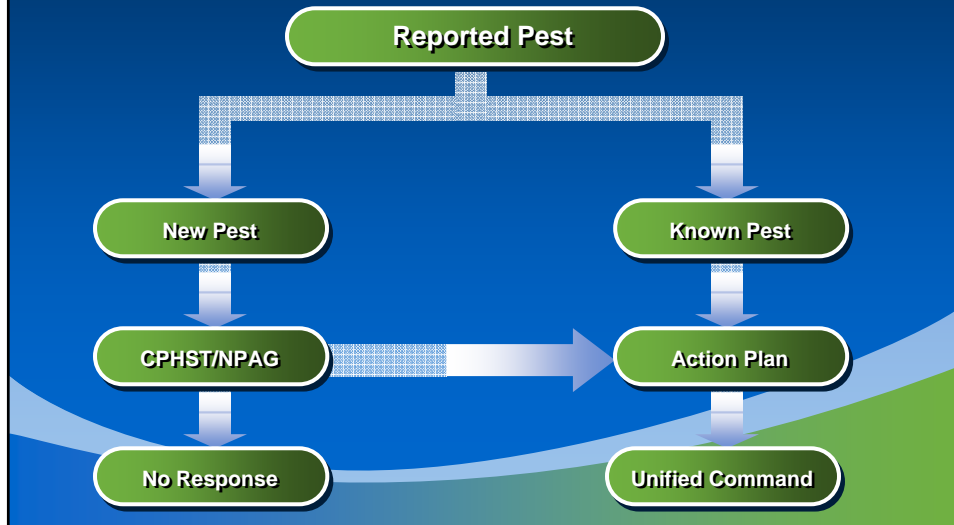 Reported Pest
New Pest
Known Pest
CPHST/NPAG
Action Plan
No Response
Unified Command